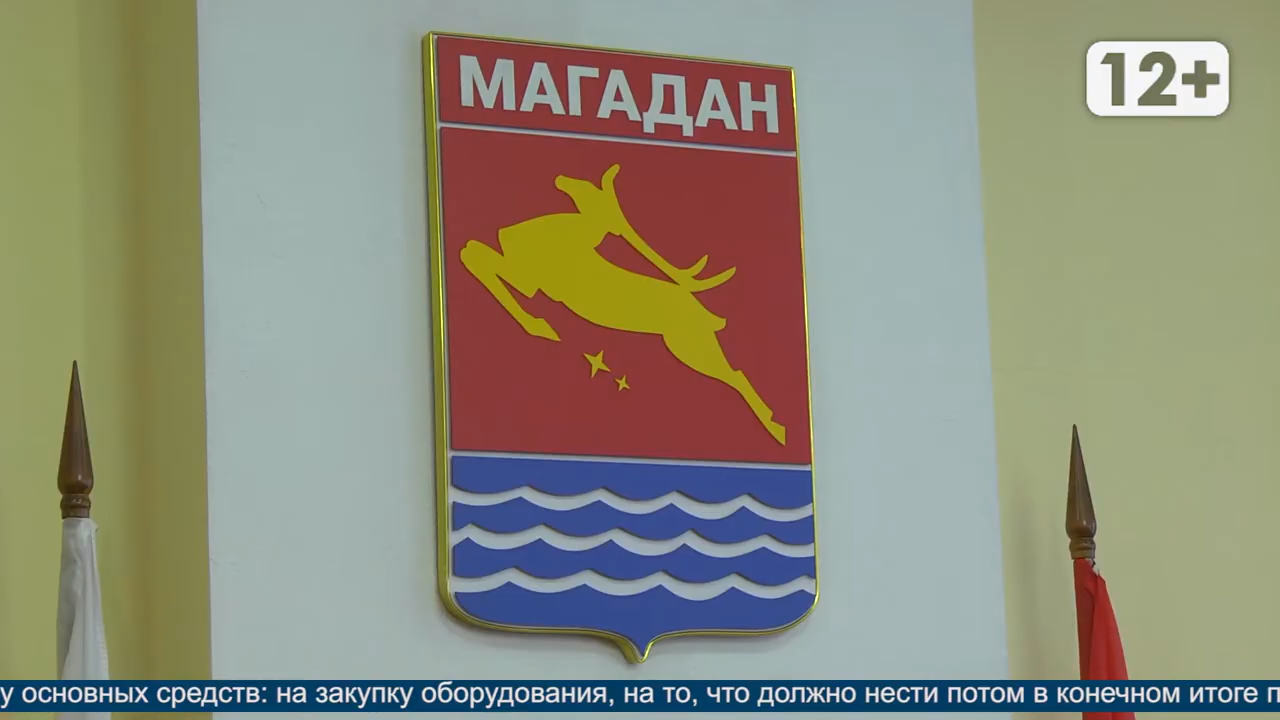 МАГАДАН
12+
у основных средств: на закупку оборудования, на то, что должно нести потом в конечном итоге п